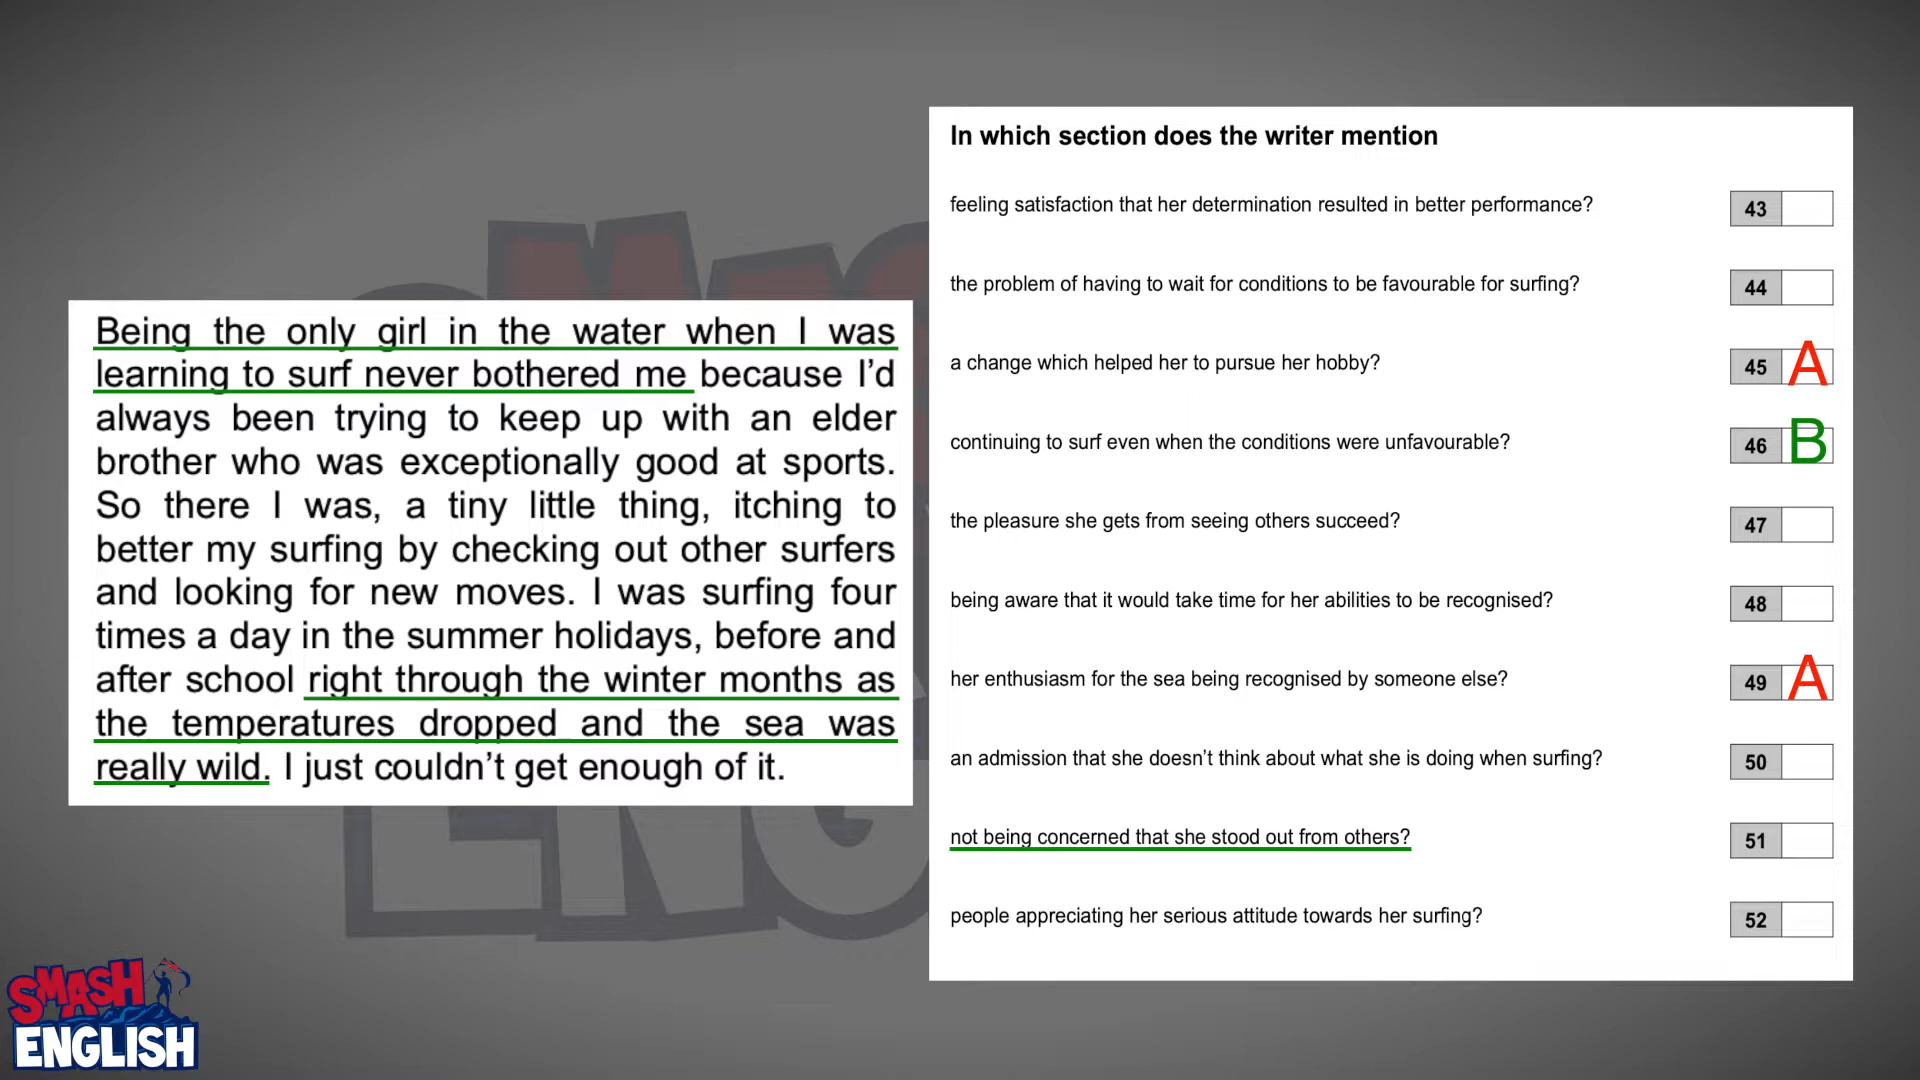 Being the only girl in the water when I was
learning to surf never bothered me because I’d
always been trying to keep up with an elder
brother who was exceptionally good at sports.
So there I was, a tiny little thing, itching to
better my surfing by checking out other surfers
and looking for new moves. I was surfing four
times a day in the summer holidays, before and
after school right through the winter months as
the temperatures dropped and the sea was
really wild. I just couldn’t get enough of it.
In which section does the writer mention
feeling satisfaction that her determination resulted in better performance? 43
the problem of having to wait for conditions to be favourable for surfing? 44
a change which helped her to pursue her hobby? 45 A
continuing to surf even when the conditions were unfavourable? 46 B
the pleasure she gets from seeing others succeed? 47
being aware that it would take time for her abilities to be recognised? 48
her enthusiasm for the sea being recognised by someone else? 49 A
an admission that she doesn’t think about what she is doing when surfing? 50
not being concerned that she stood out from others? 51
people appreciating her serious attitude towards her surfing? 52
SMASH
ENGLISH